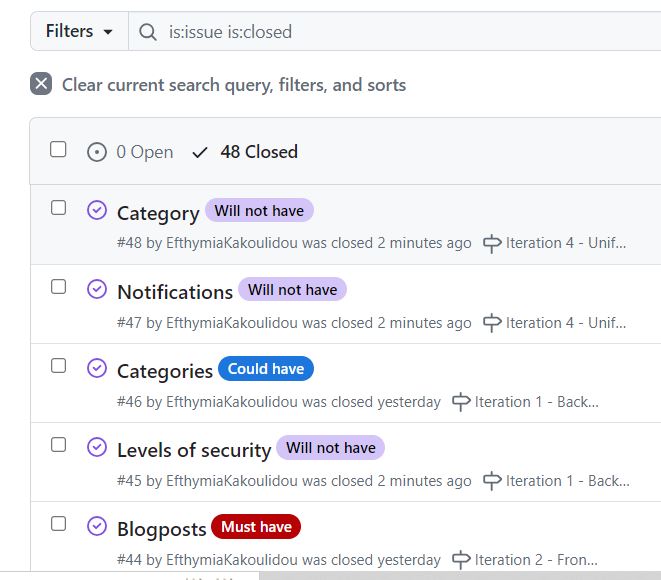 Filters
is:issue is:closed
Clear current search query, filters, and sorts
0 Open 48 Closed
Category Will not have
#48 by EfthymiaKakoulidou was closed 2 minutes ago Iteration 4 - Unif...
Notifications Will not have
#47 by EfthymiaKakoulidou was closed 2 minutes ago Iteration 4 - Unif...
Categories Could have
#46 by EfthymiaKakoulidou was closed yesterday Iteration 1 - Back...
Levels of security Will not have
#45 by EfthymiaKakoulidou was closed 2 minutes ago Iteration 1 - Back...
Blogposts Must have
#44 by EfthymiaKakoulidou was closed yesterday Iteration 2 - Fron...